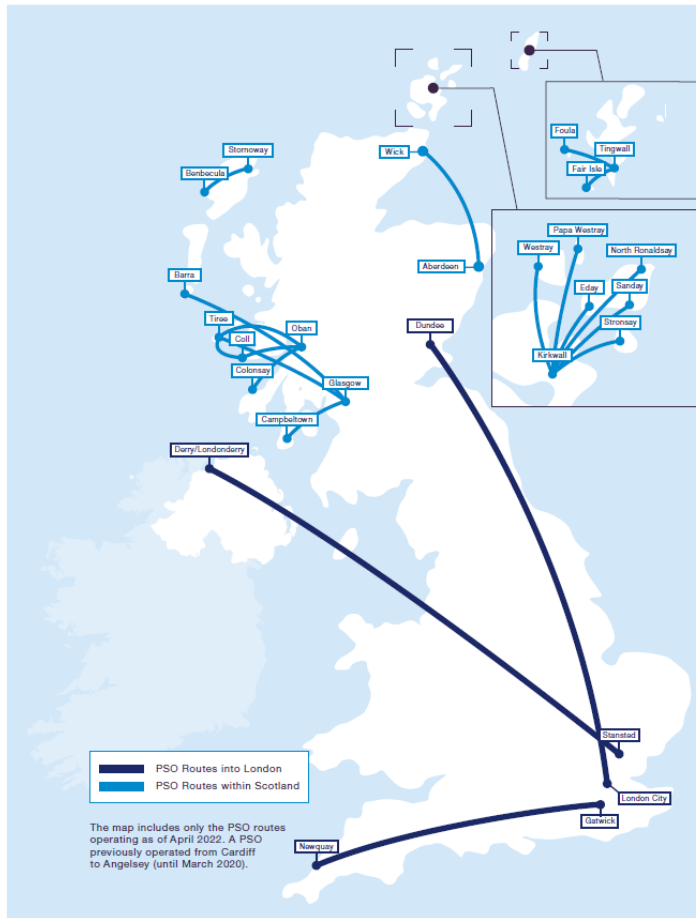 Foula
Tingwall
Fair Isle
Stornoway
Benbecula
Wick
Papa Westray
Westray
North Ronaldsay
Barra
Aberdeen
Eday
Sanday
Tiree
Oban
Dundee
Stronsay
Coll
Kirkwall
Colonsay
Glasgow
Campbeltown
Derry/Londonderry
Stansted
PSO Routes into London
PSO Routes within Scotland
London City
Gatwick
The map includes only the PSO routes
operating as of April 2022. A PSO
previously operated from Cardiff
to Angelsey (until March 2020).
Newquay